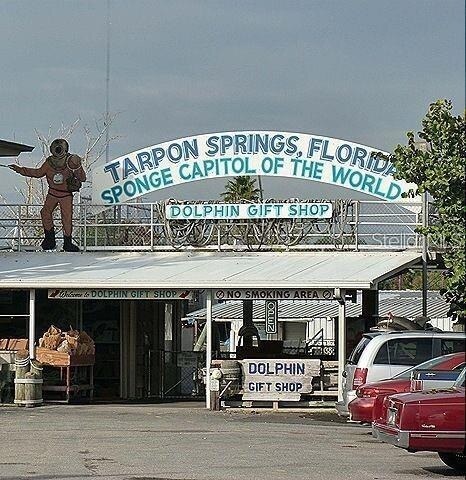 TARPON SPRINGS, FLORIDA
SPONGE CAPITOL OF THE WORLD
DOLPHIN GIFT SHOP
Welcome to DOLPHIN GIFT SHOP
NO SMOKING AREA
OPEN
DOLPHIN
GIFT SHOP
stellarmls